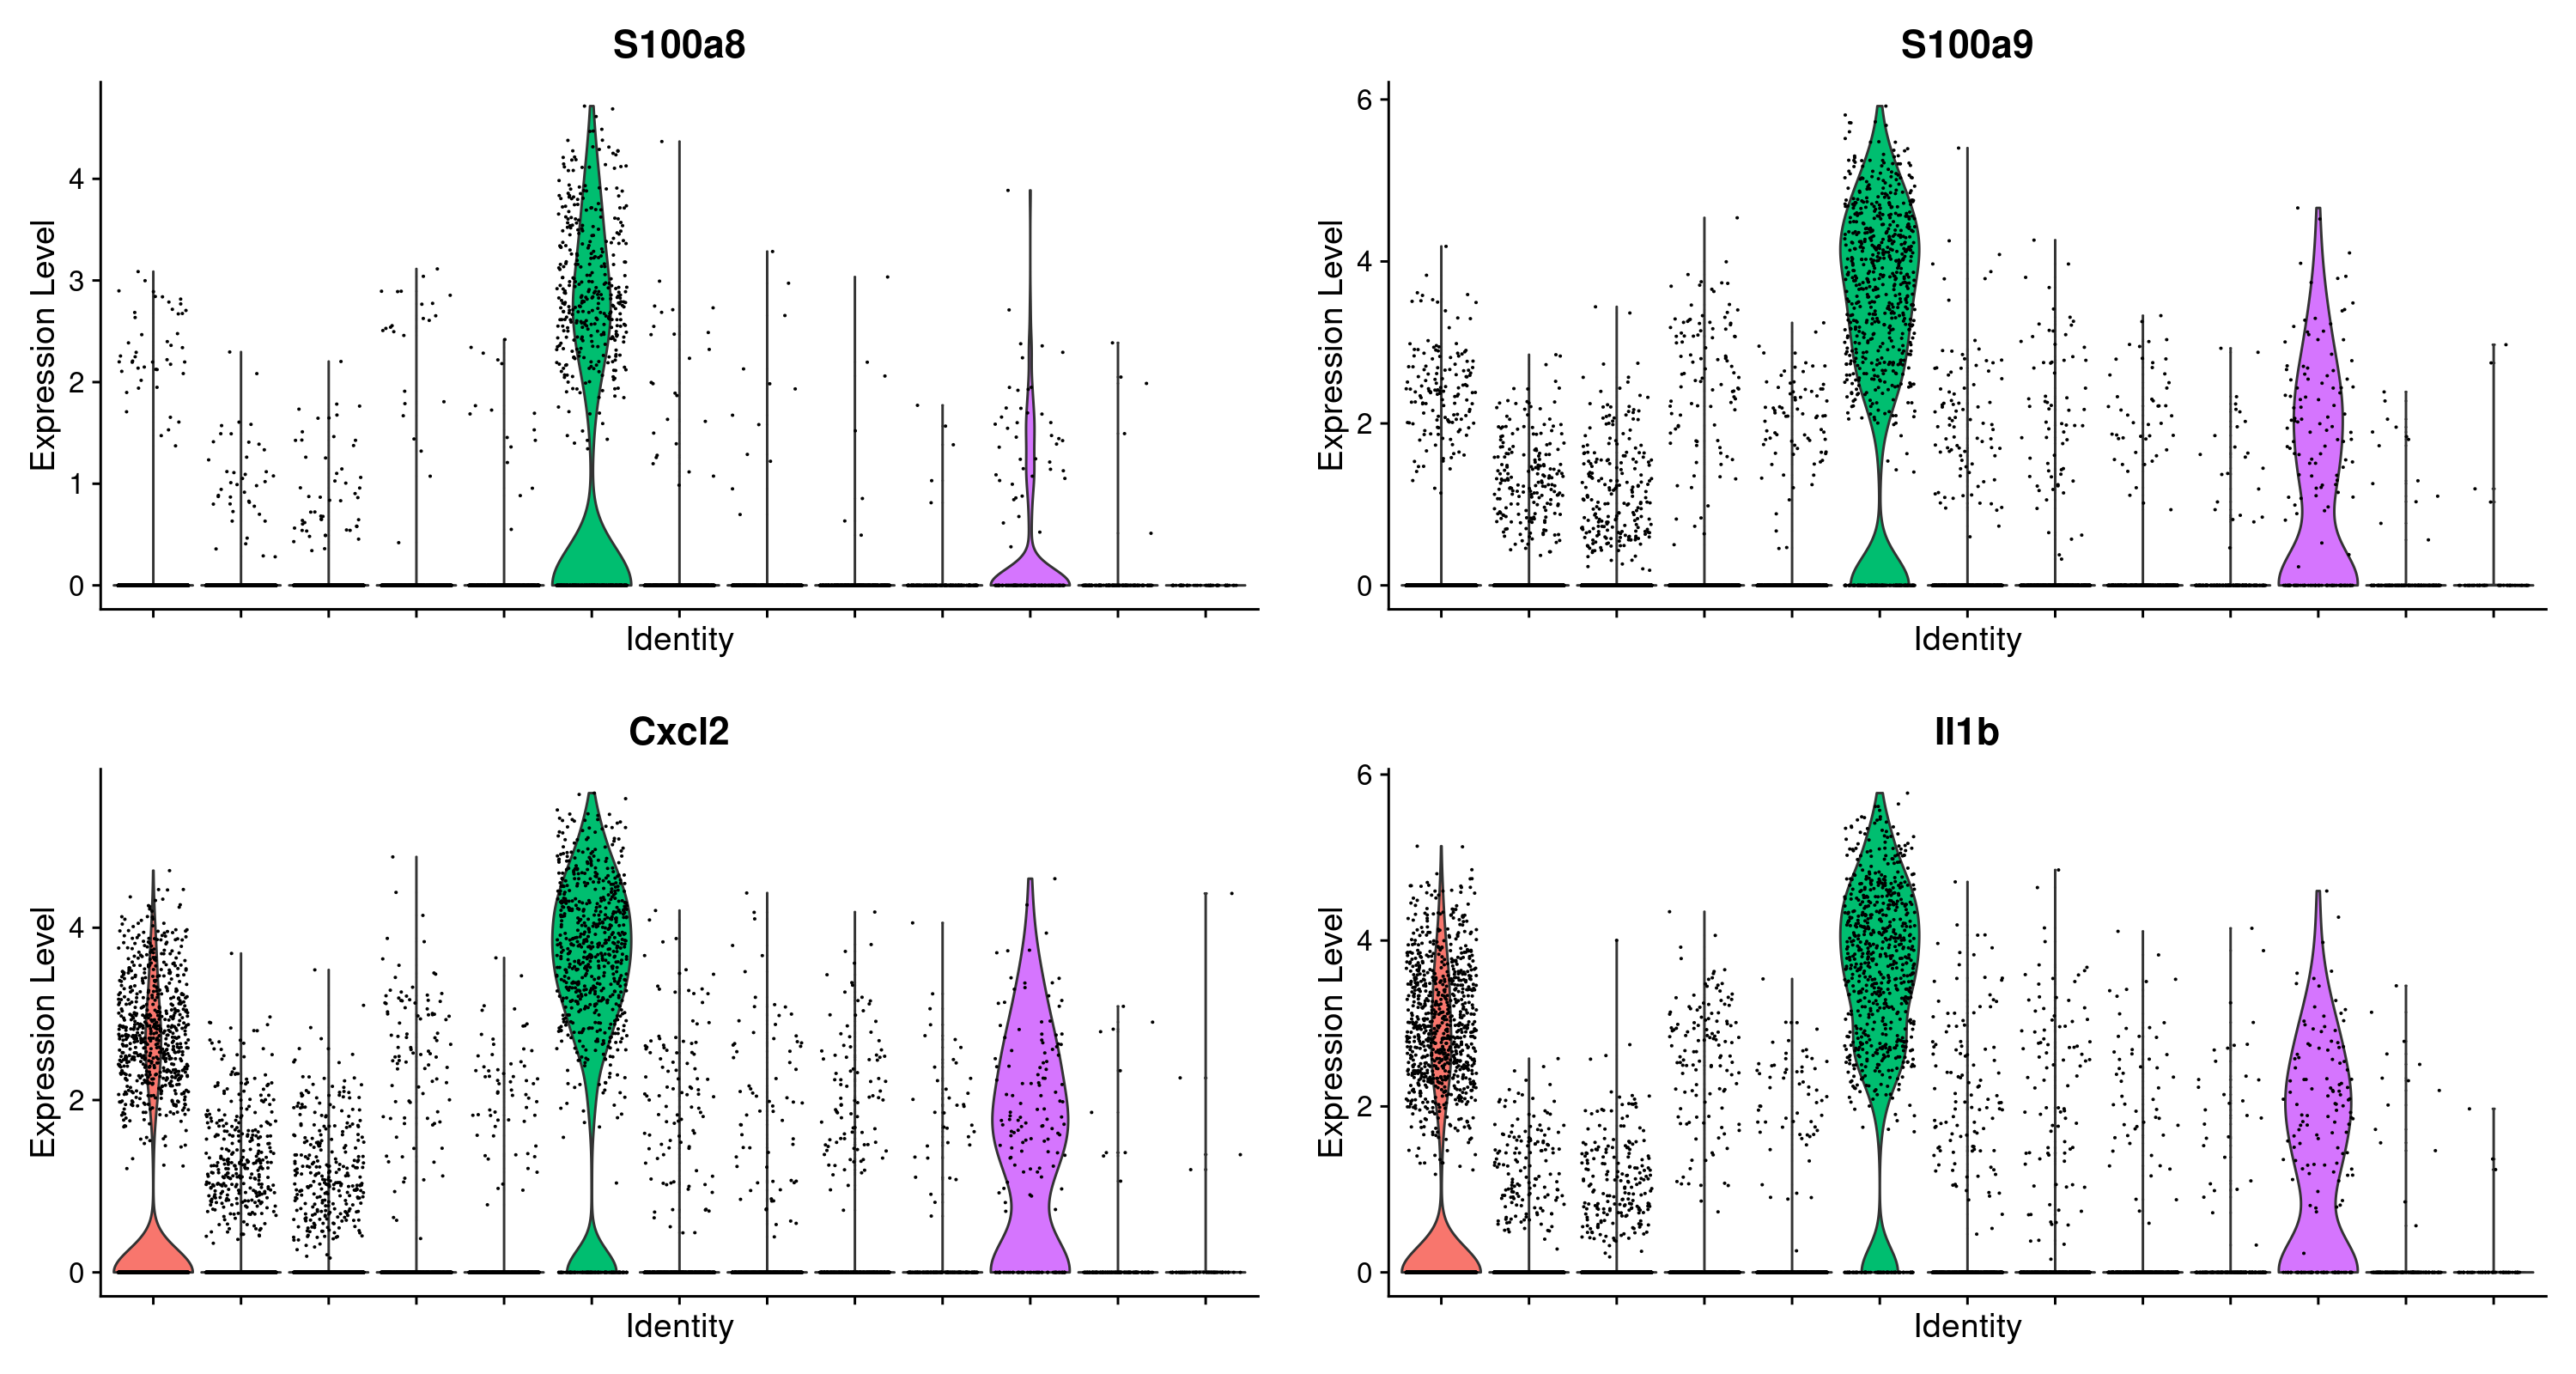 S100a8
Expression Level
4
3
2
1
0
Identity
S100a9
Expression Level
6
4
2
0
Identity
Cxcl2
Expression Level
4
2
0
Identity
Il1b
Expression Level
6
4
2
0
Identity